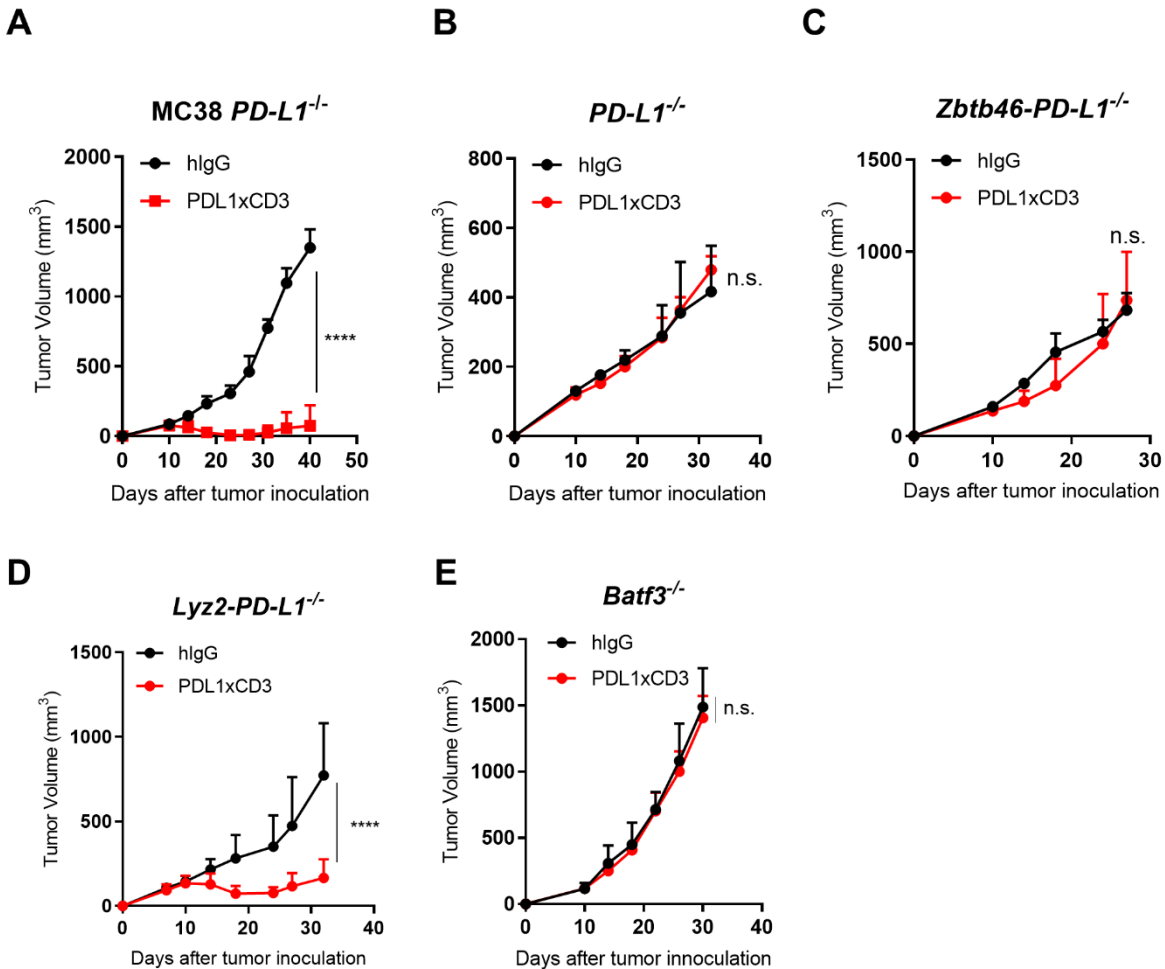 A
MC38 PD-L1-/-
hIgG
PDL1xCD3
Tumor Volume (mm3)
2000
1500
1000
500
0
****
0 10 20 30 40 50
Days after tumor inoculation
B
PD-L1-/-
hIgG
PDL1xCD3
Tumor Volume (mm3)
800
600
400
200
0
n.s.
0 10 20 30 40
Days after tumor inoculation
C
Zbtb46-PD-L1-/-
hIgG
PDL1xCD3
Tumor Volume (mm3)
1500
1000
500
0
n.s.
0 10 20 30
Days after tumor inoculation
D
Lyz2-PD-L1-/-
hIgG
PDL1xCD3
Tumor Volume (mm3)
1500
1000
500
0
****
0 10 20 30 40
Days after tumor inoculation
E
Batf3-/-
hIgG
PDL1xCD3
Tumor Volume (mm3)
2000
1500
1000
500
0
n.s.
0 10 20 30 40
Days after tumor innoculation